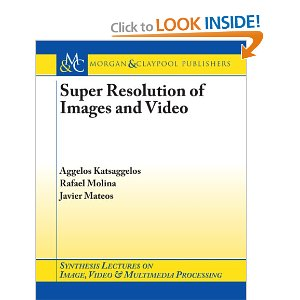 Click to LOOK INSIDE!
M&C MORGAN & CLAYPOOL PUBLISHERS
Super Resolution of
Images and Video
Aggelos Katsaggelos
Rafael Molina
Javier Mateos
SYNTHESIS LECTURES ON
IMAGE, VIDEO & MULTIMEDIA PROCESSING